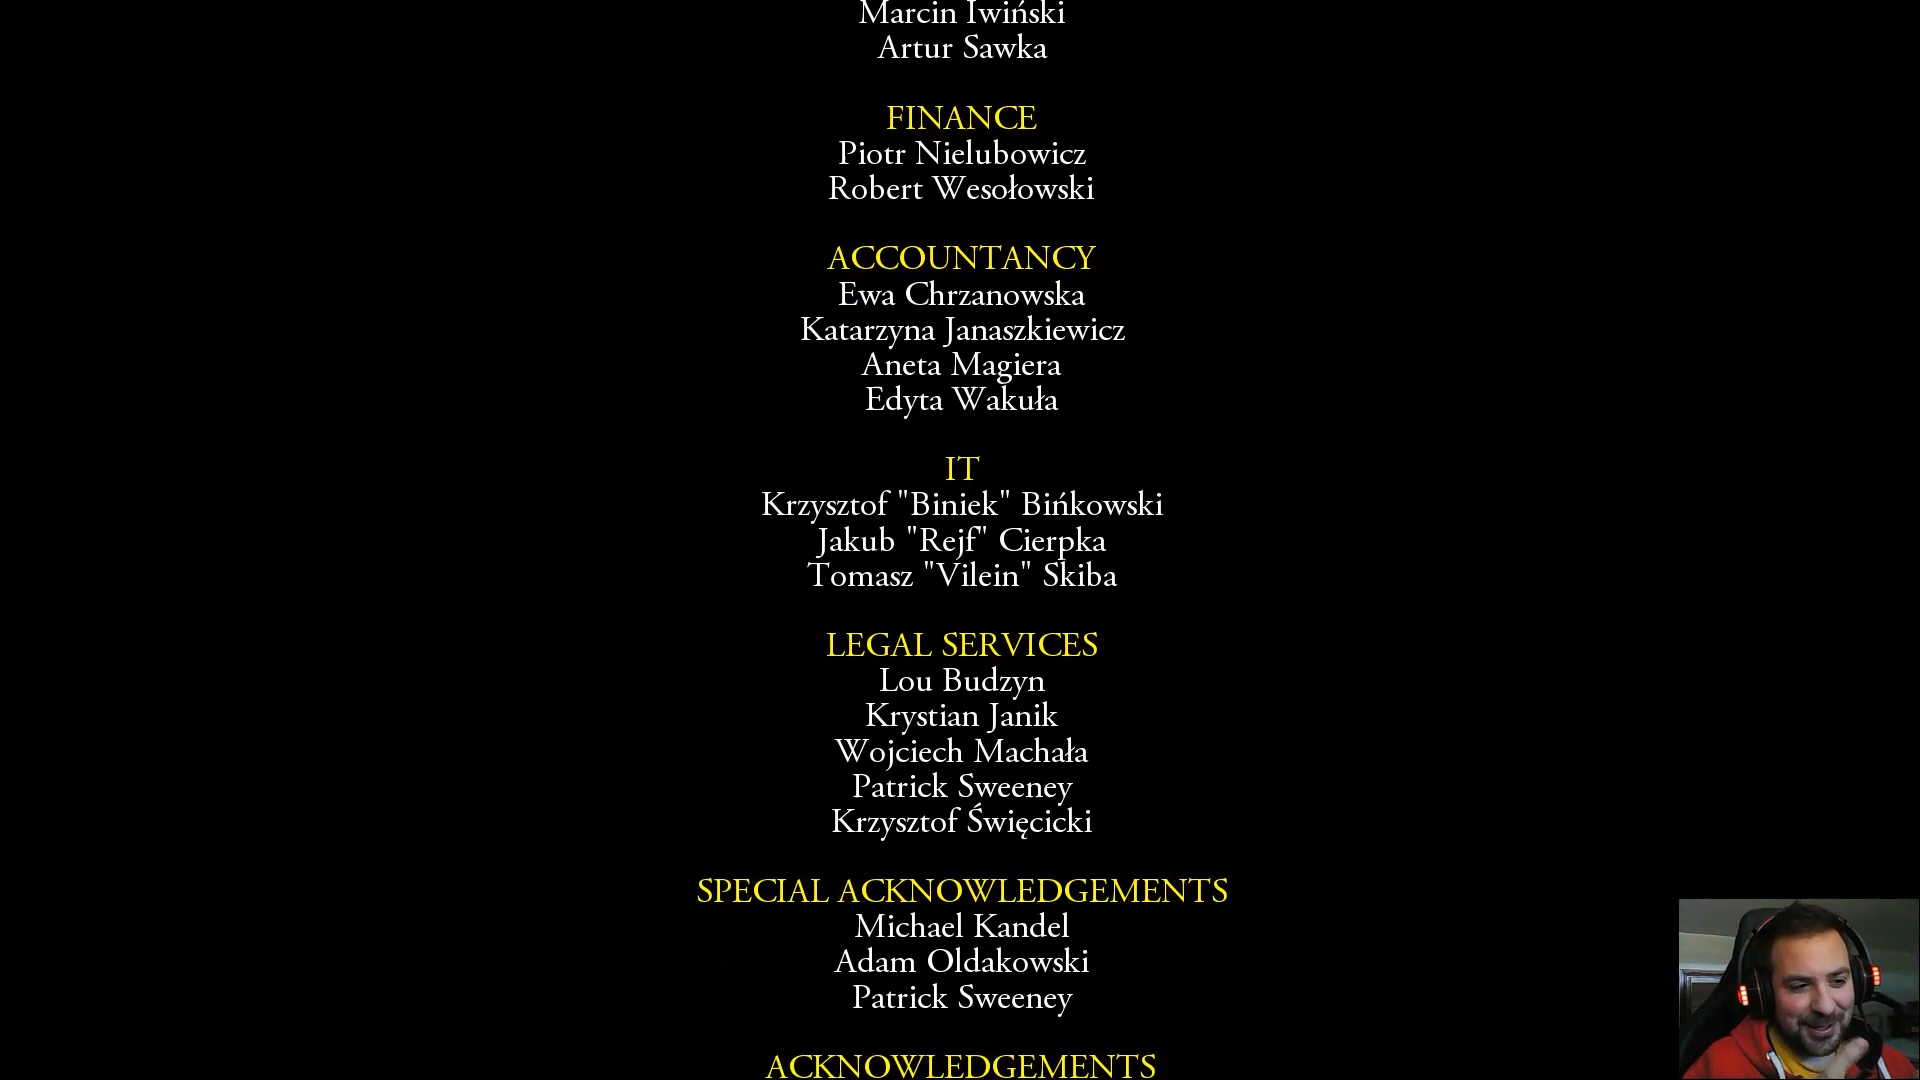 Marcin Iwiński
Artur Sawka
FINANCE
Piotr Nielubowicz
Robert Wesołowski
ACCOUNTANCY
Ewa Chrzanowska
Katarzyna Janaszkiewicz
Aneta Magiera
Edyta Wakuła
IT
Krzysztof "Biniek" Bińkowski
Jakub "Rejf" Cierpka
Tomasz "Vilein" Skiba
LEGAL SERVICES
Lou Budzyn
Krystian Janik
Wojciech Machała
Patrick Sweeney
Krzysztof Święcicki
SPECIAL ACKNOWLEDGEMENTS
Michael Kandel
Adam Oldakowski
Patrick Sweeney
ACKNOWLEDGEMENTS